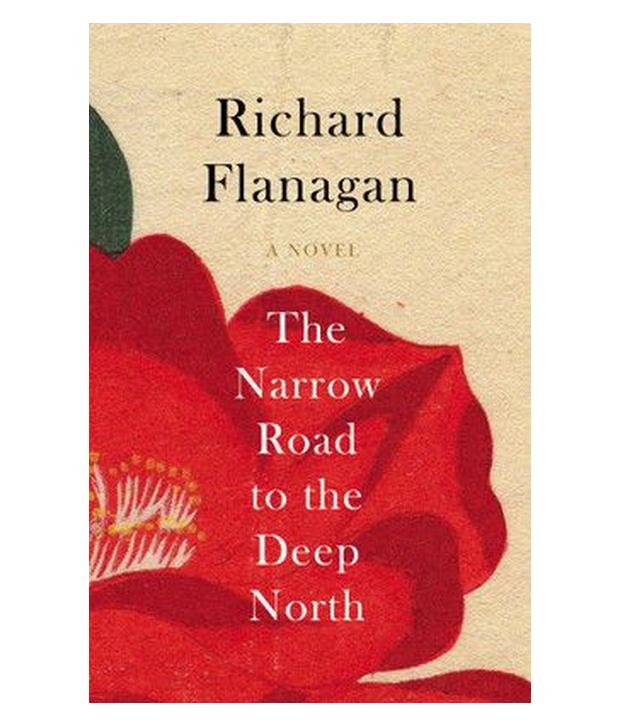 Richard
Flanagan
A NOVEL
The
Narrow
Road
to the
Deep
North